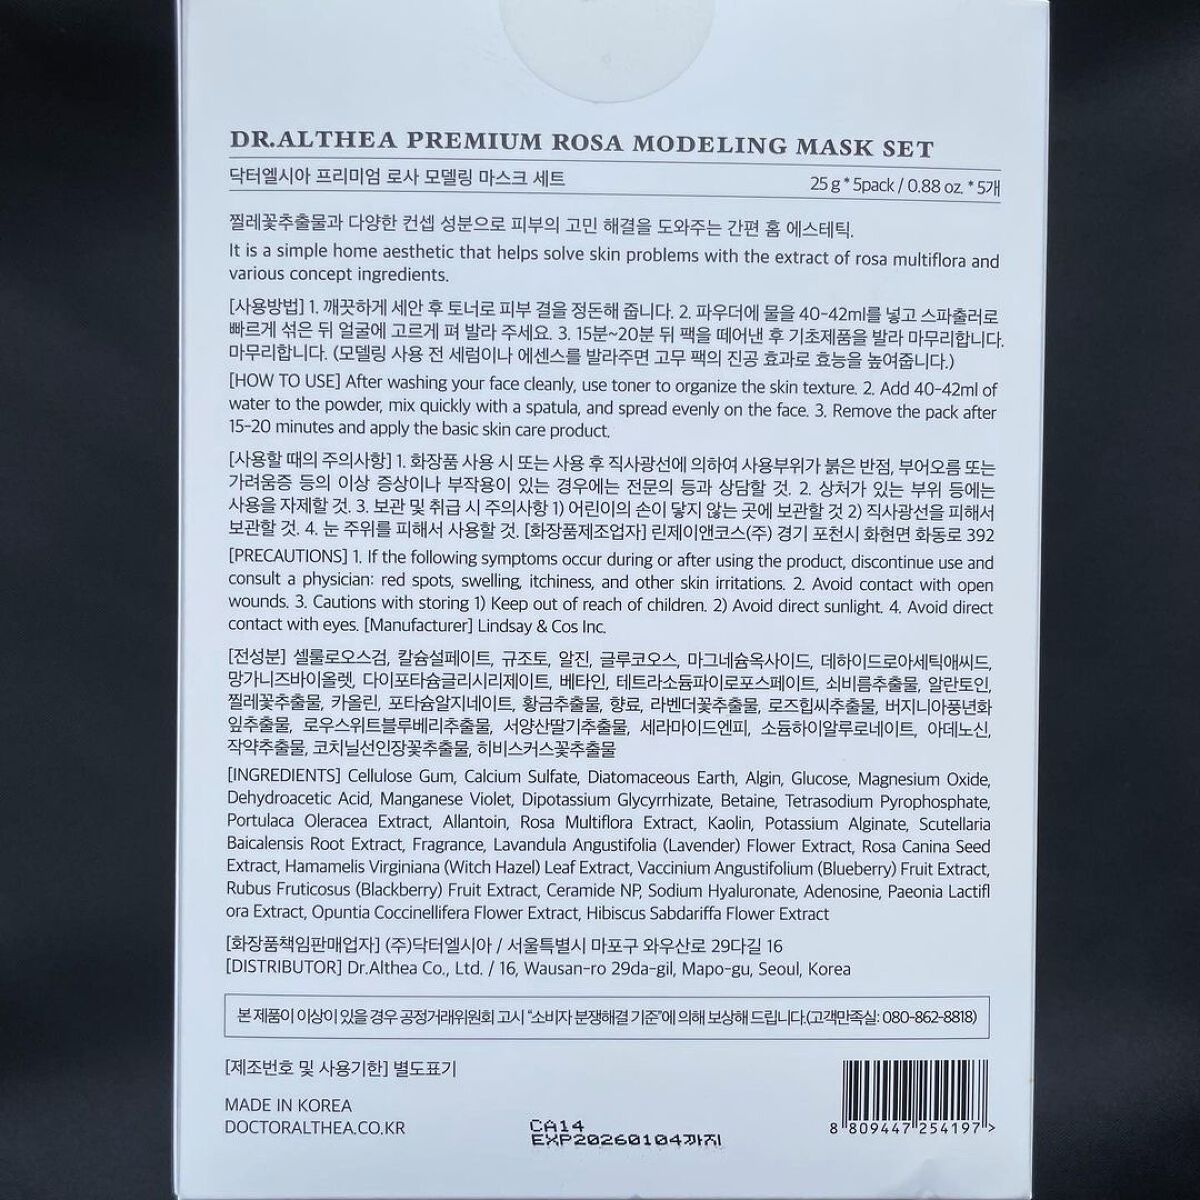 DR.ALTHEA PREMIUM ROSA MODELING MASK SET
닥터엘시아 프리미엄 로사 모델링 마스크 세트 25 g * 5pack / 0.88 oz. * 5개
찔레꽃추출물과 다양한 컨셉 성분으로 피부의 고민 해결을 도와주는 간편 홈 에스테틱.
It is a simple home aesthetic that helps solve skin problems with the extract of rosa multiflora and
various concept ingredients.
[사용방법] 1. 깨끗하게 세안 후 토너로 피부 결을 정돈해 줍니다. 2. 파우더에 물을 40-42ml를 넣고 스파출러로
빠르게 섞은 뒤 얼굴에 고르게 펴 발라 주세요. 3. 15분~20분 뒤 팩을 떼어낸 후 기초제품을 발라 마무리합니다.
마무리합니다. (모델링 사용 전 세럼이나 에센스를 발라주면 고무 팩의 진공 효과로 효능을 높여줍니다.)
[HOW TO USE] After washing your face cleanly, use toner to organize the skin texture. 2. Add 40-42ml of
water to the powder, mix quickly with a spatula, and spread evenly on the face. 3. Remove the pack after
15-20 minutes and apply the basic skin care product.
[사용할 때의 주의사항] 1. 화장품 사용 시 또는 사용 후 직사광선에 의하여 사용부위가 붉은 반점, 부어오름 또는
가려움증 등의 이상 증상이나 부작용이 있는 경우에는 전문의 등과 상담할 것. 2. 상처가 있는 부위 등에는
사용을 자제할 것. 3. 보관 및 취급 시 주의사항 1) 어린이의 손이 닿지 않는 곳에 보관할 것 2) 직사광선을 피해서
보관할 것. 4. 눈 주위를 피해서 사용할 것. [화장품제조업자] 린제이앤코스(주) 경기 포천시 화현면 화동로 392
[PRECAUTIONS] 1. If the following symptoms occur during or after using the product, discontinue use and
consult a physician: red spots, swelling, itchiness, and other skin irritations. 2. Avoid contact with open
wounds. 3. Cautions with storing 1) Keep out of reach of children. 2) Avoid direct sunlight. 4. Avoid direct
contact with eyes. [Manufacturer] Lindsay & Cos Inc.
[전성분] 셀룰로오스검, 칼슘설페이트, 규조토, 알진, 글루코오스, 마그네슘옥사이드, 데하이드로아세틱애씨드,
망가니즈바이올렛, 다이포타슘글리시리제이트, 베타인, 테트라소듐파이로포스페이트, 쇠비름추출물, 알란토인,
찔레꽃추출물, 카올린, 포타슘알지네이트, 황금추출물, 향료, 라벤더꽃추출물, 로즈힙씨추출물, 버지니아풍년화
잎추출물, 로우스위트블루베리추출물, 서양산딸기추출물, 세라마이드엔피, 소듐하이알루로네이트, 아데노신,
작약추출물, 코치닐선인장꽃추출물, 히비스커스꽃추출물
[INGREDIENTS] Cellulose Gum, Calcium Sulfate, Diatomaceous Earth, Algin, Glucose, Magnesium Oxide,
Dehydroacetic Acid, Manganese Violet, Dipotassium Glycyrrhizate, Betaine, Tetrasodium Pyrophosphate,
Portulaca Oleracea Extract, Allantoin, Rosa Multiflora Extract, Kaolin, Potassium Alginate, Scutellaria
Baicalensis Root Extract, Fragrance, Lavandula Angustifolia (Lavender) Flower Extract, Rosa Canina Seed
Extract, Hamamelis Virginiana (Witch Hazel) Leaf Extract, Vaccinium Angustifolium (Blueberry) Fruit Extract,
Rubus Fruticosus (Blackberry) Fruit Extract, Ceramide NP, Sodium Hyaluronate, Adenosine, Paeonia Lactifl
ora Extract, Opuntia Coccinellifera Flower Extract, Hibiscus Sabdariffa Flower Extract
[화장품책임판매업자] (주)닥터엘시아 / 서울특별시 마포구 와우산로 29다길 16
[DISTRIBUTOR] Dr.Althea Co., Ltd. / 16, Wausan-ro 29da-gil, Mapo-gu, Seoul, Korea
본 제품이 이상이 있을 경우 공정거래위원회 고시 "소비자 분쟁해결 기준"에 의해 보상해 드립니다.(고객만족실: 080-862-8818)
[제조번호 및 사용기한] 별도표기
MADE IN KOREA
DOCTORALTHEA.CO.KR
CA14
EXP20260104까지
8 809447 254197 >